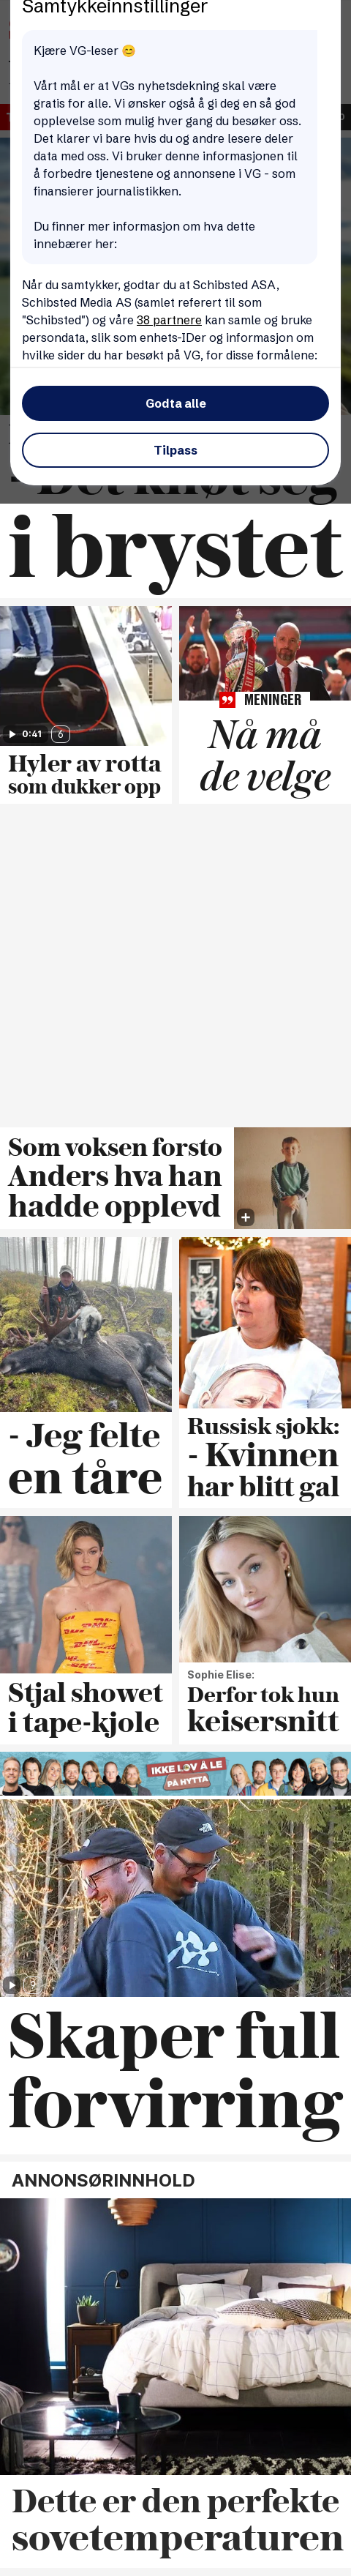 Samtykkeinnstillinger
Kjære VG-leser 😊
Vårt mål er at VGs nyhetsdekning skal være
gratis for alle. Vi ønsker også å gi deg en så god
opplevelse som mulig hver gang du besøker oss.
Det klarer vi bare hvis du og andre lesere deler
data med oss. Vi bruker denne informasjonen til
å forbedre tjenestene og annonsene i VG - som
finansierer journalistikken.
Du finner mer informasjon om hva dette
innebærer her:
Når du samtykker, godtar du at Schibsted ASA,
Schibsted Media AS (samlet referert til som
"Schibsted") og våre 38 partnere kan samle og bruke
persondata, slik som enhets-IDer og informasjon om
hvilke sider du har besøkt på VG, for disse formålene:
Godta alle
Tilpass
- Det knøt seg
i brystet
0:41 6
Hyler av rotta
som dukker opp
MENINGER
Nå må
de velge
Som voksen forsto
Anders hva han
hadde opplevd
- Jeg felte
en tåre
Russisk sjokk:
- Kvinnen
har blitt gal
Stjal showet
i tape-kjole
Sophie Elise:
Derfor tok hun
keisersnitt
IKKE LOV Å LE
PÅ HYTTA
Skaper full
forvirring
ANNONSØRINNHOLD
Dette er den perfekte
sovetemperaturen